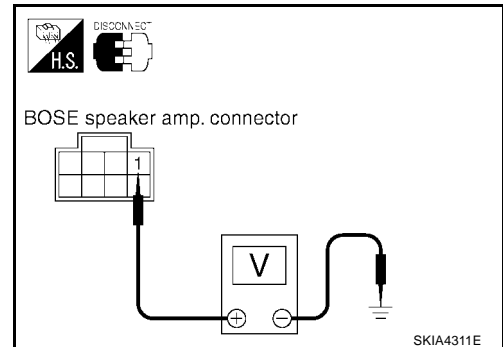 DISCONNECT
H.S.
BOSE speaker amp. connector
1
V
+ −
SKIA4311E